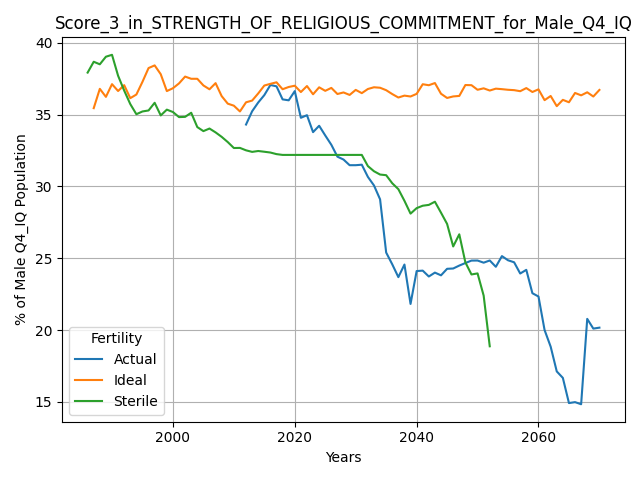 Score_3_in_STRENGTH_OF_RELIGIOUS_COMMITMENT_for_Male_Q4_IQ
% of Male Q4_IQ Population
40
35
30
25
20
15
Fertility
Actual
Ideal
Sterile
2000
2020
2040
2060
Years